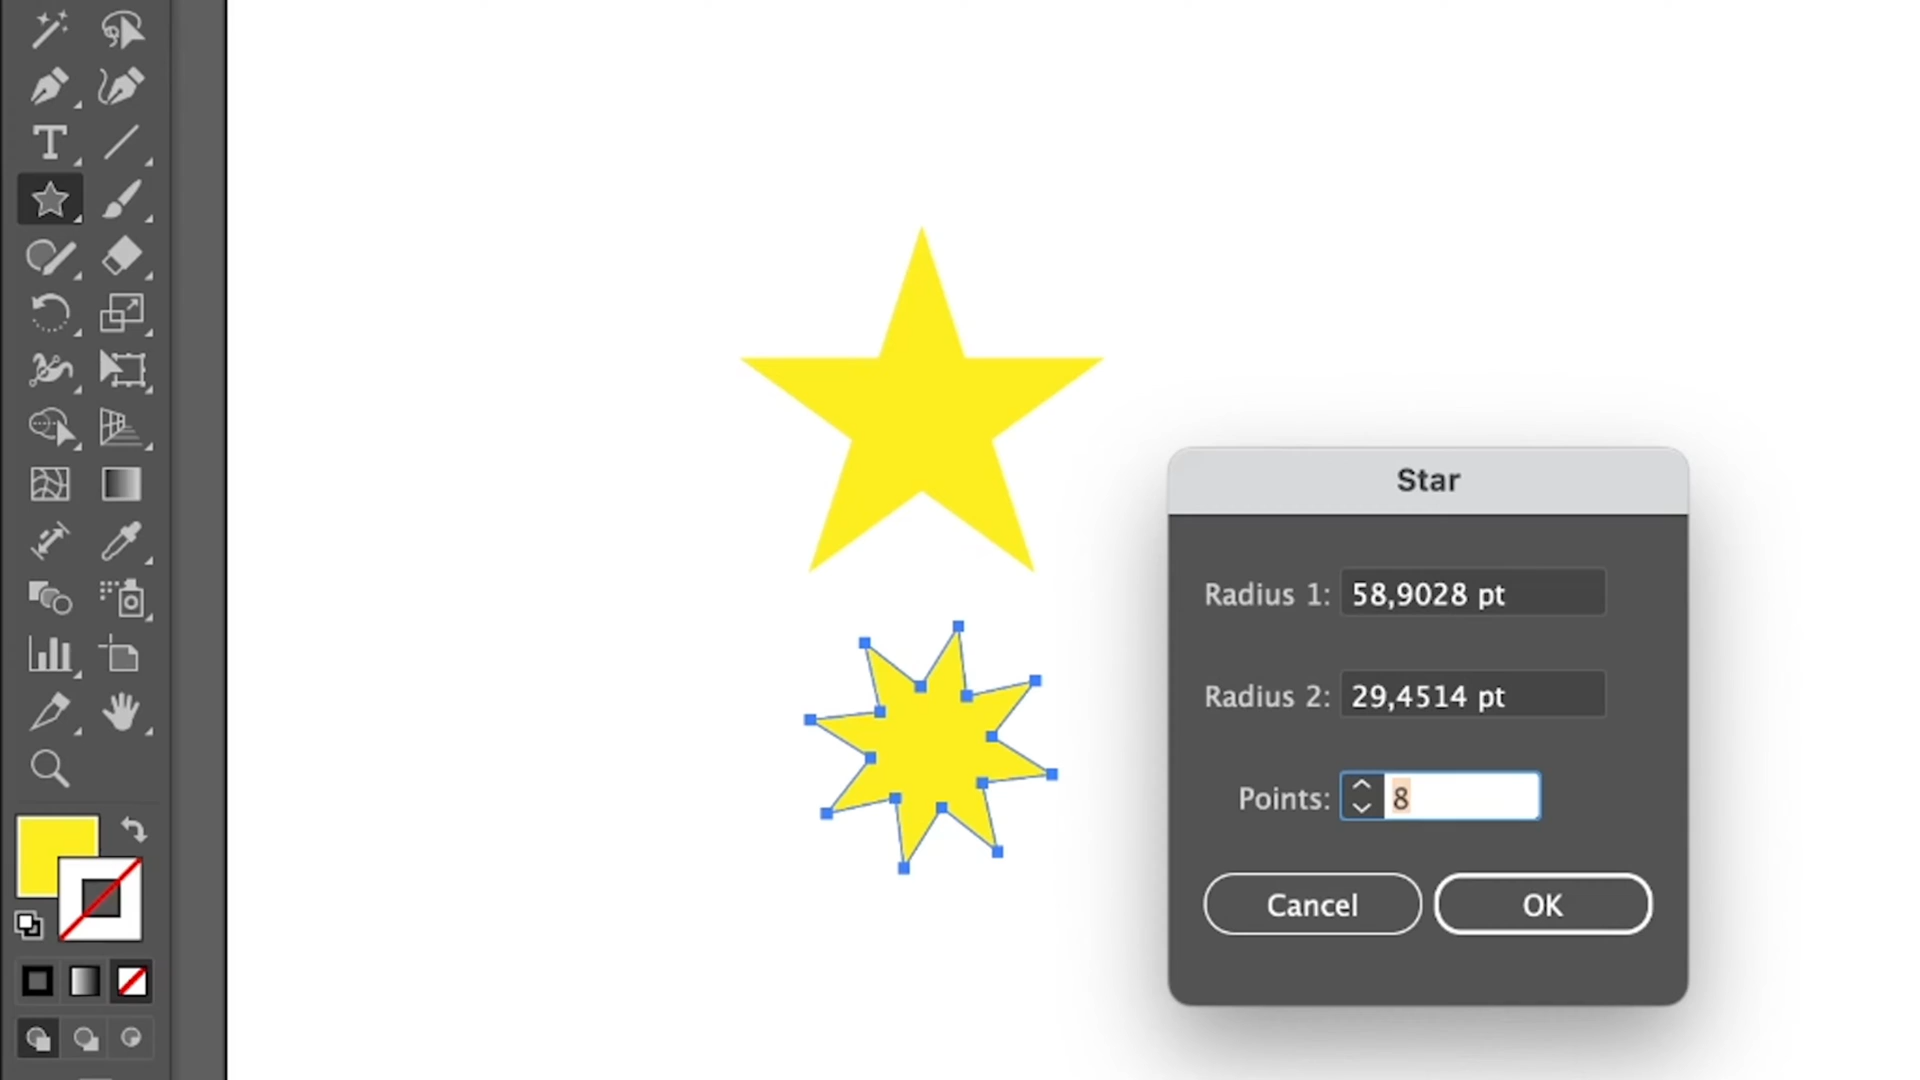 Star
Radius 1: 58,9028 pt
Radius 2: 29,4514 pt
Points: 8
Cancel OK